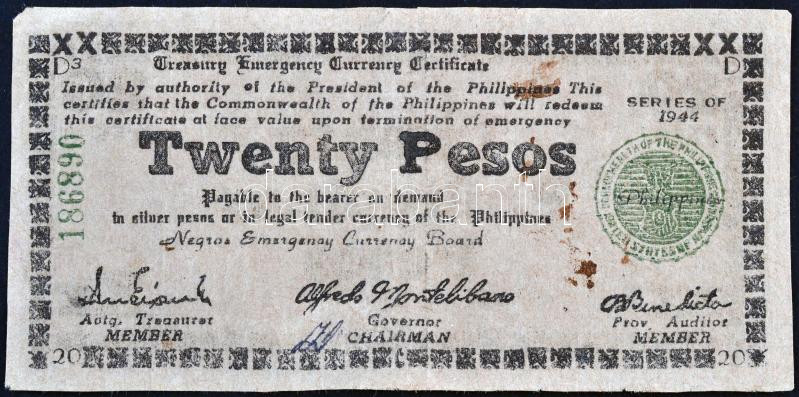 XX XX
D3 Treasury Emergency Currency Certificate D
Issued by authority of the President of the Philippines This
certifies that the Commonwealth of the Philippines will redeem
this certificate at face value upon termination of emergency
SERIES OF
1944
186890
Twenty Pesos
Payable to the bearer on demand
in silver pesos or in legal tender currency of the Philippines
Negros Emergency Currency Board
Philippines
darabanth
Alfredo Montelibano
B Benedicto
Actg. Treasurer
MEMBER
Governor
CHAIRMAN
Prov. Auditor
MEMBER
20 20